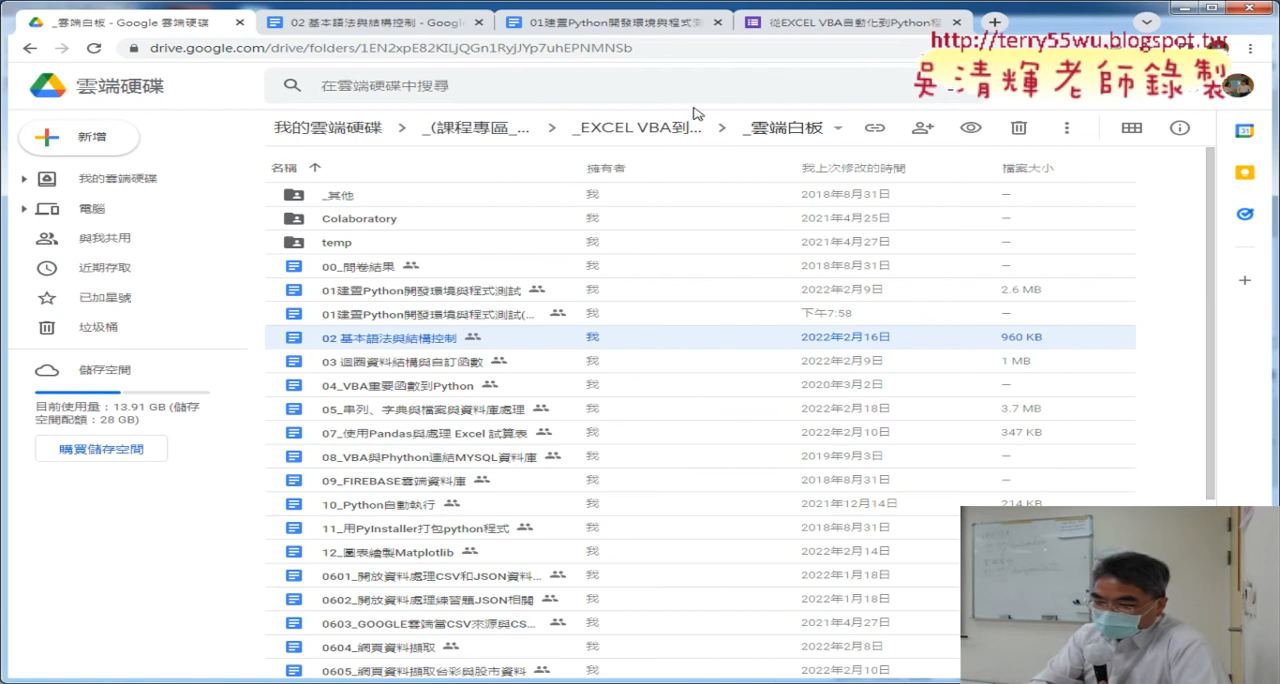 _雲端白板 - Google 雲端硬碟
02 基本語法與結構控制 - Googl
01建置Python開發環境與程式測
從EXCEL VBA自動化到Python程
drive.google.com/drive/folders/1EN2xpE82KILJQGn1RyjJYp7uhEPNMNSb
http://terry55wu.blogspot.tw
吳清輝老師錄製
雲端硬碟
在雲端硬碟中搜尋
新增
我的雲端硬碟
電腦
與我共用
近期存取
已加星號
垃圾桶
儲存空間
目前使用量：13.91 GB (儲存
空間配額：28 GB)
購買儲存空間
我的雲端硬碟 > _(課程專區_... > _EXCEL VBA到... > _雲端白板
名稱 擁有者 我上次修改的時間 檔案大小
_其他 我 2018年8月31日 —
Colaboratory 我 2021年4月25日 —
temp 我 2021年4月27日 —
00_問卷結果 我 2018年8月31日 —
01建置Python開發環境與程式測試 我 2022年2月9日 2.6 MB
01建置Python開發環境與程式測試(... 我 下午7:58 —
02 基本語法與結構控制 我 2022年2月16日 960 KB
03 迴圈資料結構與自訂函數 我 2022年2月9日 1 MB
04_VBA重要函數到Python 我 2020年3月2日 —
05_串列、字典與檔案與資料庫處理 我 2022年2月18日 3.7 MB
07_使用Pandas與處理 Excel 試算表 我 2022年2月10日 347 KB
08_VBA與Phython連結MYSQL資料庫 我 2019年9月3日 —
09_FIREBASE雲端資料庫 我 2018年8月31日 —
10_Python自動執行 我 2021年12月14日 214 KB
11_用PyInstaller打包python程式 我 2018年8月31日
12_圖表繪製Matplotlib 我 2022年2月14日
0601_開放資料處理CSV和JSON資料... 我 2022年1月18日
0602_開放資料處理練習題JSON相關 我 2022年1月18日
0603_GOOGLE雲端當CSV來源與CS... 我 2021年4月27日
0604_網頁資料擷取 我 2022年2月8日
0605_網頁資料擷取台彩與股市資料 我 2022年2月10日